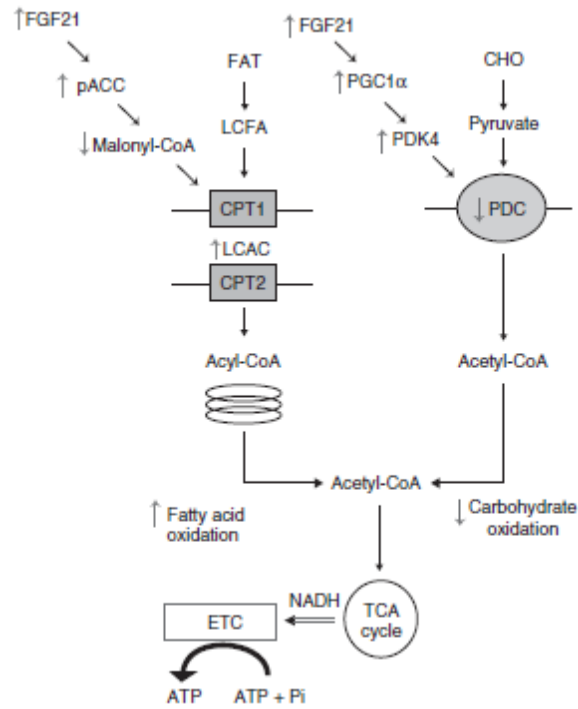 ↑FGF21
↑ pACC
↓Malonyl-CoA
FAT
LCFA
CPT1
↑LCAC
CPT2
Acyl-CoA
↑FGF21
↑PGC1α
↑PDK4
CHO
Pyruvate
↓PDC
Acetyl-CoA
Acetyl-CoA
↑ Fatty acid
oxidation
↓ Carbohydrate
oxidation
NADH
TCA
cycle
ETC
ATP
ATP + Pi